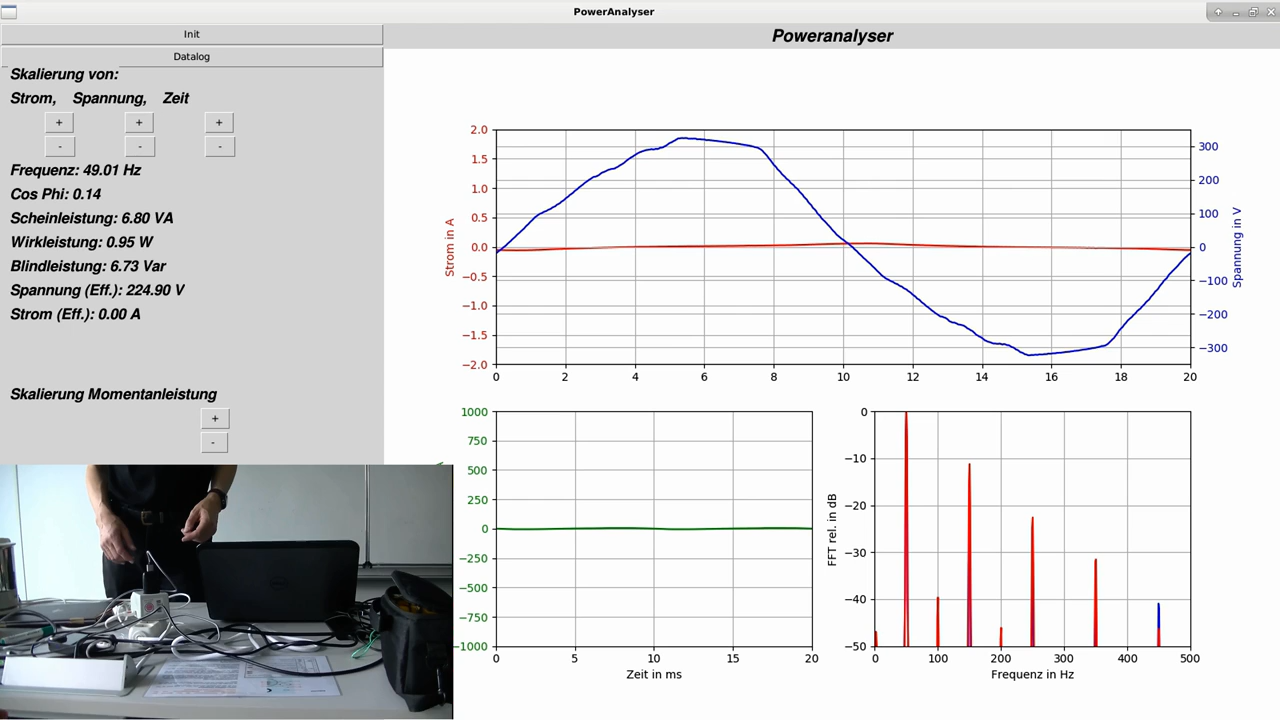 PowerAnalyser
Init
Datalog
Poweranalyser
Skalierung von:
Strom, Spannung, Zeit
+ + +
- - -
Frequenz: 49.01 Hz
Cos Phi: 0.14
Scheinleistung: 6.80 VA
Wirkleistung: 0.95 W
Blindleistung: 6.73 Var
Spannung (Eff.): 224.90 V
Strom (Eff.): 0.00 A
Skalierung Momentanleistung
+
-
Strom in A
2.0
1.5
1.0
0.5
0.0
−0.5
−1.0
−1.5
−2.0
0 2 4 6 8 10 12 14 16 18 20
300
200
100
0
−100
−200
−300
Spannung in V
1000
750
500
250
0
−250
−500
−750
−1000
0 5 10 15 20
Zeit in ms
FFT rel. in dB
0
−10
−20
−30
−40
−50
0 100 200 300 400 500
Frequenz in Hz